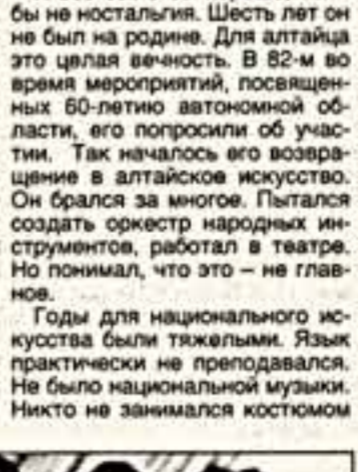 бы не ностальгия. Шесть лет он
не был на родине. Для алтайца
это целая вечность. В 82-м во
время мероприятий, посвящен-
ных 60-летию автономной об-
ласти, его попросили об учас-
тии. Так началось его возвра-
щение в алтайское искусство.
Он брался за многое. Пытался
создать оркестр народных ин-
струментов, работал в театре.
Но понимал, что это – не глав-
ное.
Годы для национального ис-
кусства были тяжелыми. Язык
практически не преподавался.
Не было национальной музыки.
Никто не занимался костюмом